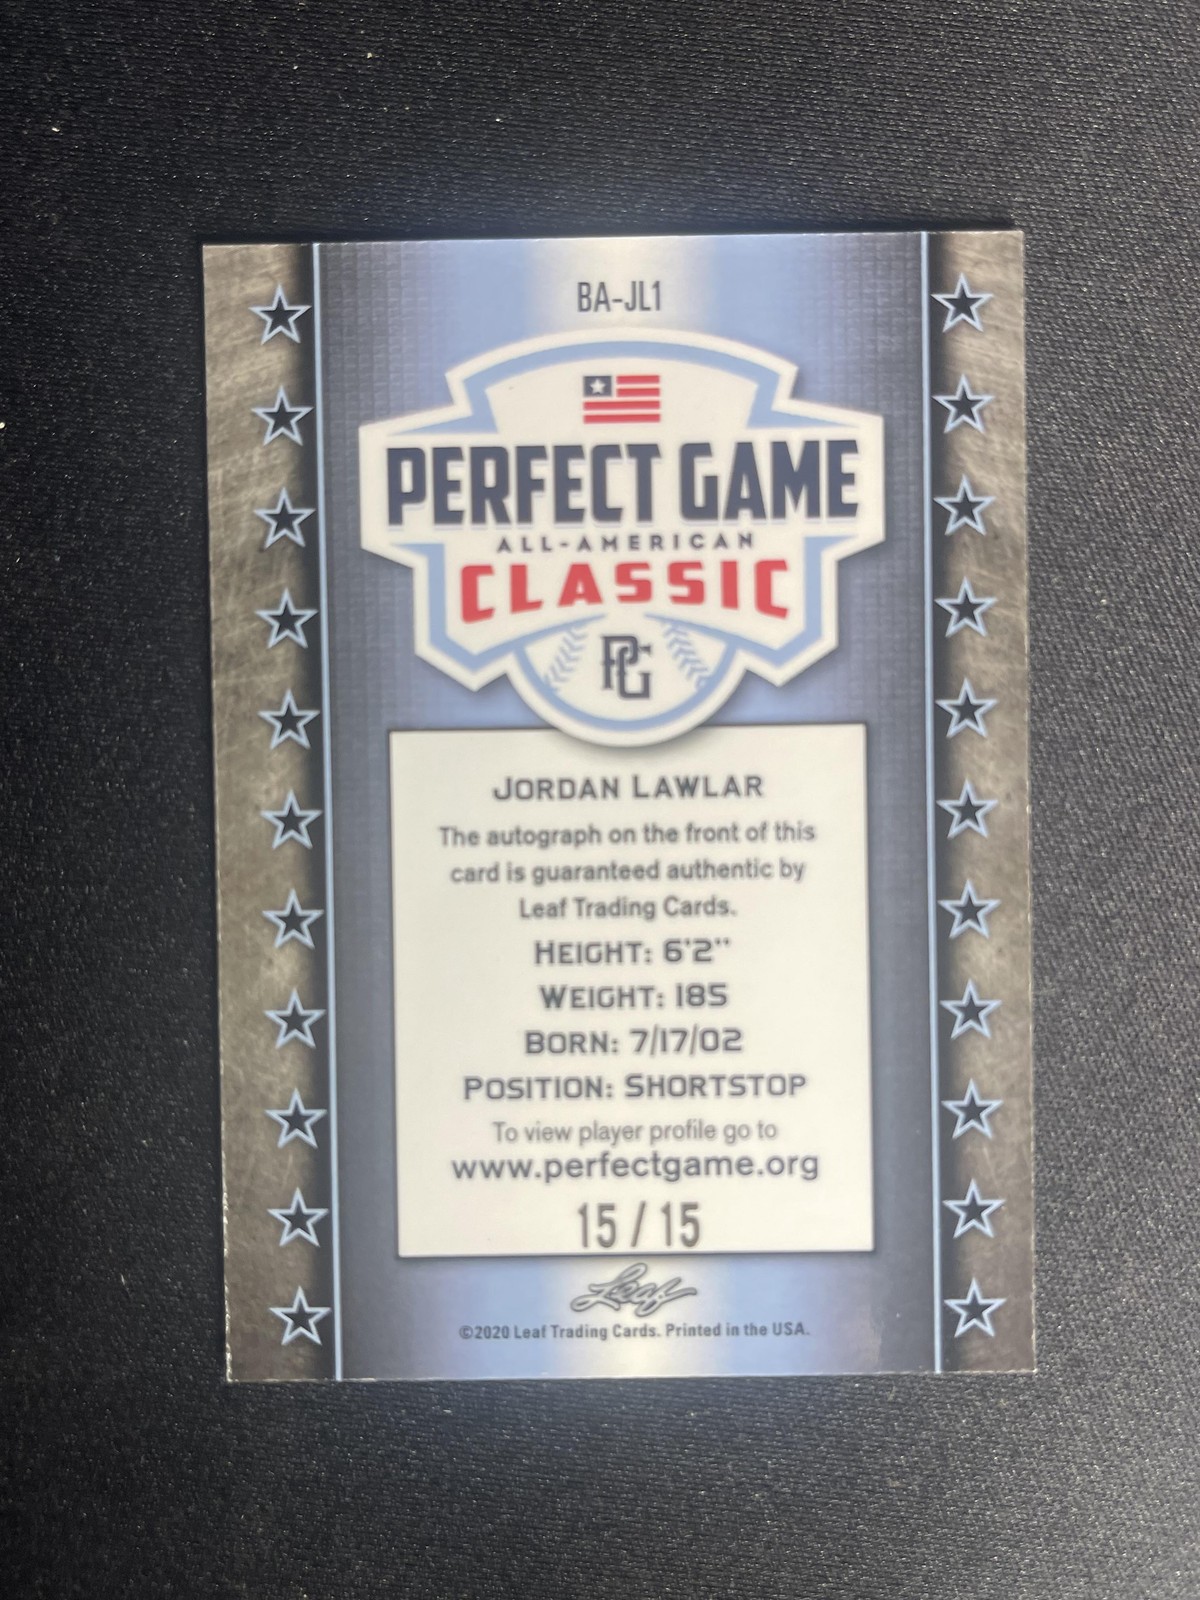 BA-JL1
PERFECT GAME
ALL-AMERICAN
CLASSIC
PG
JORDAN LAWLAR
The autograph on the front of this
card is guaranteed authentic by
Leaf Trading Cards.
HEIGHT: 6'2"
WEIGHT: 185
BORN: 7/17/02
POSITION: SHORTSTOP
To view player profile go to
www.perfectgame.org
15 / 15
Leaf
©2020 Leaf Trading Cards. Printed in the USA.